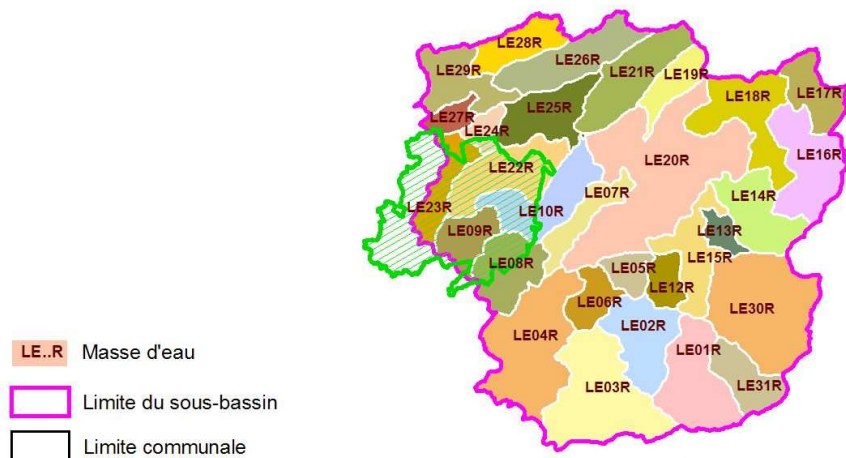 LE28R
LE29R
LE26R
LE21R
LE19R
LE25R
LE18R
LE17R
LE27R
LE24R
LE16R
LE20R
LE22R
LE07R
LE14R
LE23R
LE10R
LE09R
LE13R
LE15R
LE08R
LE05R
LE12R
LE06R
LE30R
LE04R
LE02R
LE01R
LE03R
LE31R
LE..R Masse d'eau
Limite du sous-bassin
Limite communale